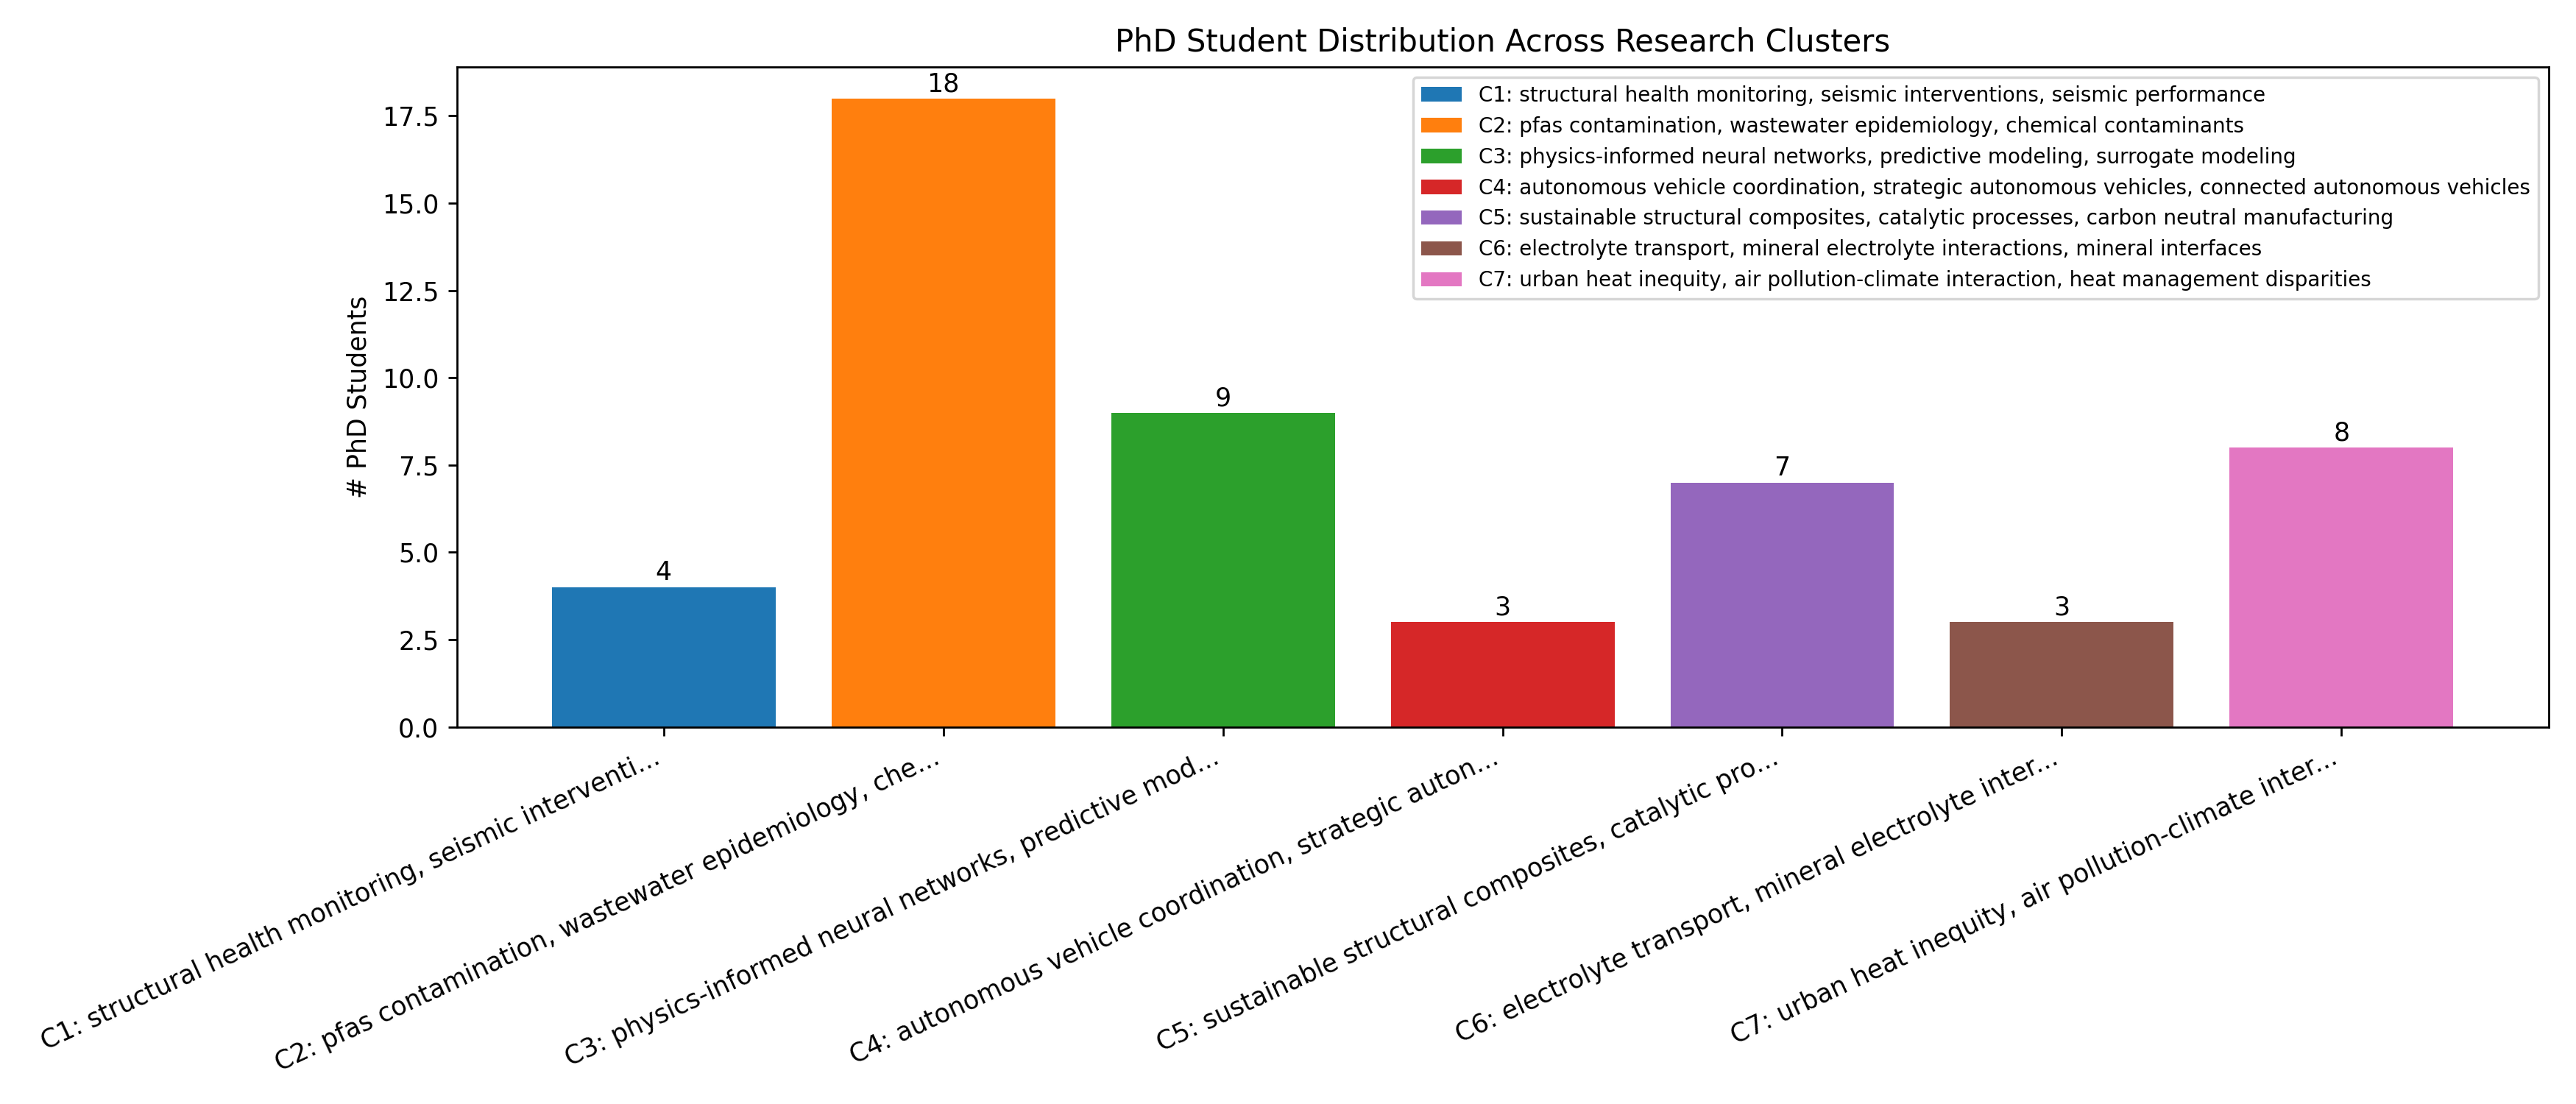 PhD Student Distribution Across Research Clusters
# PhD Students
17.5
15.0
12.5
10.0
7.5
5.0
2.5
0.0
4
18
9
3
7
3
8
C1: structural health monitoring, seismic interventions, seismic performance
C2: pfas contamination, wastewater epidemiology, chemical contaminants
C3: physics-informed neural networks, predictive modeling, surrogate modeling
C4: autonomous vehicle coordination, strategic autonomous vehicles, connected autonomous vehicles
C5: sustainable structural composites, catalytic processes, carbon neutral manufacturing
C6: electrolyte transport, mineral electrolyte interactions, mineral interfaces
C7: urban heat inequity, air pollution-climate interaction, heat management disparities
C1: structural health monitoring, seismic interventi...
C2: pfas contamination, wastewater epidemiology, che...
C3: physics-informed neural networks, predictive mod...
C4: autonomous vehicle coordination, strategic auton...
C5: sustainable structural composites, catalytic pro...
C6: electrolyte transport, mineral electrolyte inter...
C7: urban heat inequity, air pollution-climate inter...